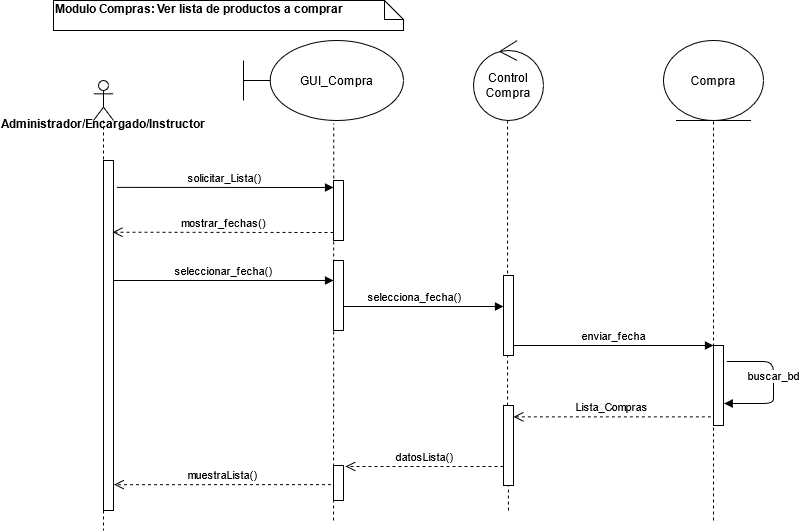 Modulo Compras: Ver lista de productos a comprar
GUI_Compra
Control
Compra
Compra
Administrador/Encargado/Instructor
solicitar_Lista()
mostrar_fechas()
seleccionar_fecha()
selecciona_fecha()
enviar_fecha
buscar_bd
Lista_Compras
datosLista()
muestraLista()